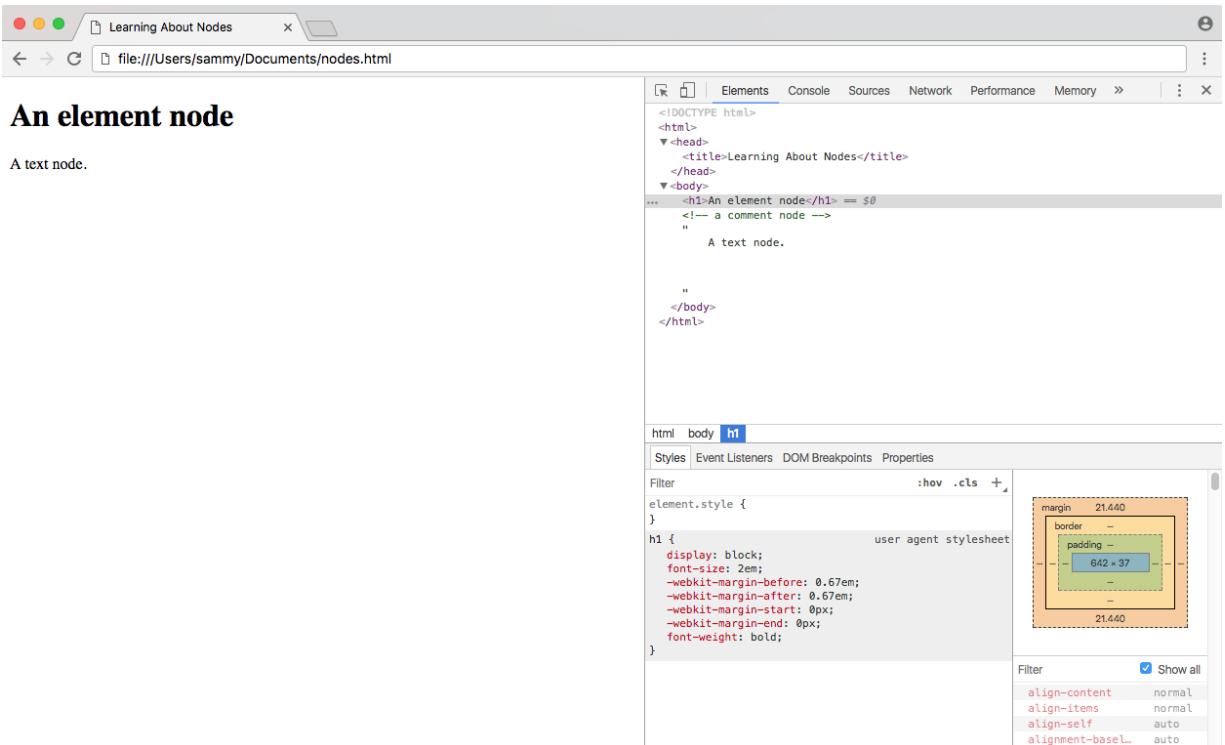 Learning About Nodes
file:///Users/sammy/Documents/nodes.html
An element node
A text node.
Elements Console Sources Network Performance Memory »
<!DOCTYPE html>
<html>
▼<head>
<title>Learning About Nodes</title>
</head>
▼<body>
... <h1>An element node</h1> == $0
<!-- a comment node -->
"
A text node.
"
</body>
</html>
html body h1
Styles Event Listeners DOM Breakpoints Properties
Filter :hov .cls +
element.style {
}
h1 { user agent stylesheet
display: block;
font-size: 2em;
-webkit-margin-before: 0.67em;
-webkit-margin-after: 0.67em;
-webkit-margin-start: 0px;
-webkit-margin-end: 0px;
font-weight: bold;
}
margin 21.440
border –
padding –
– – – 642 × 37 – – –
–
–
21.440
Filter Show all
align-content normal
align-items normal
align-self auto
alignment-basel… auto